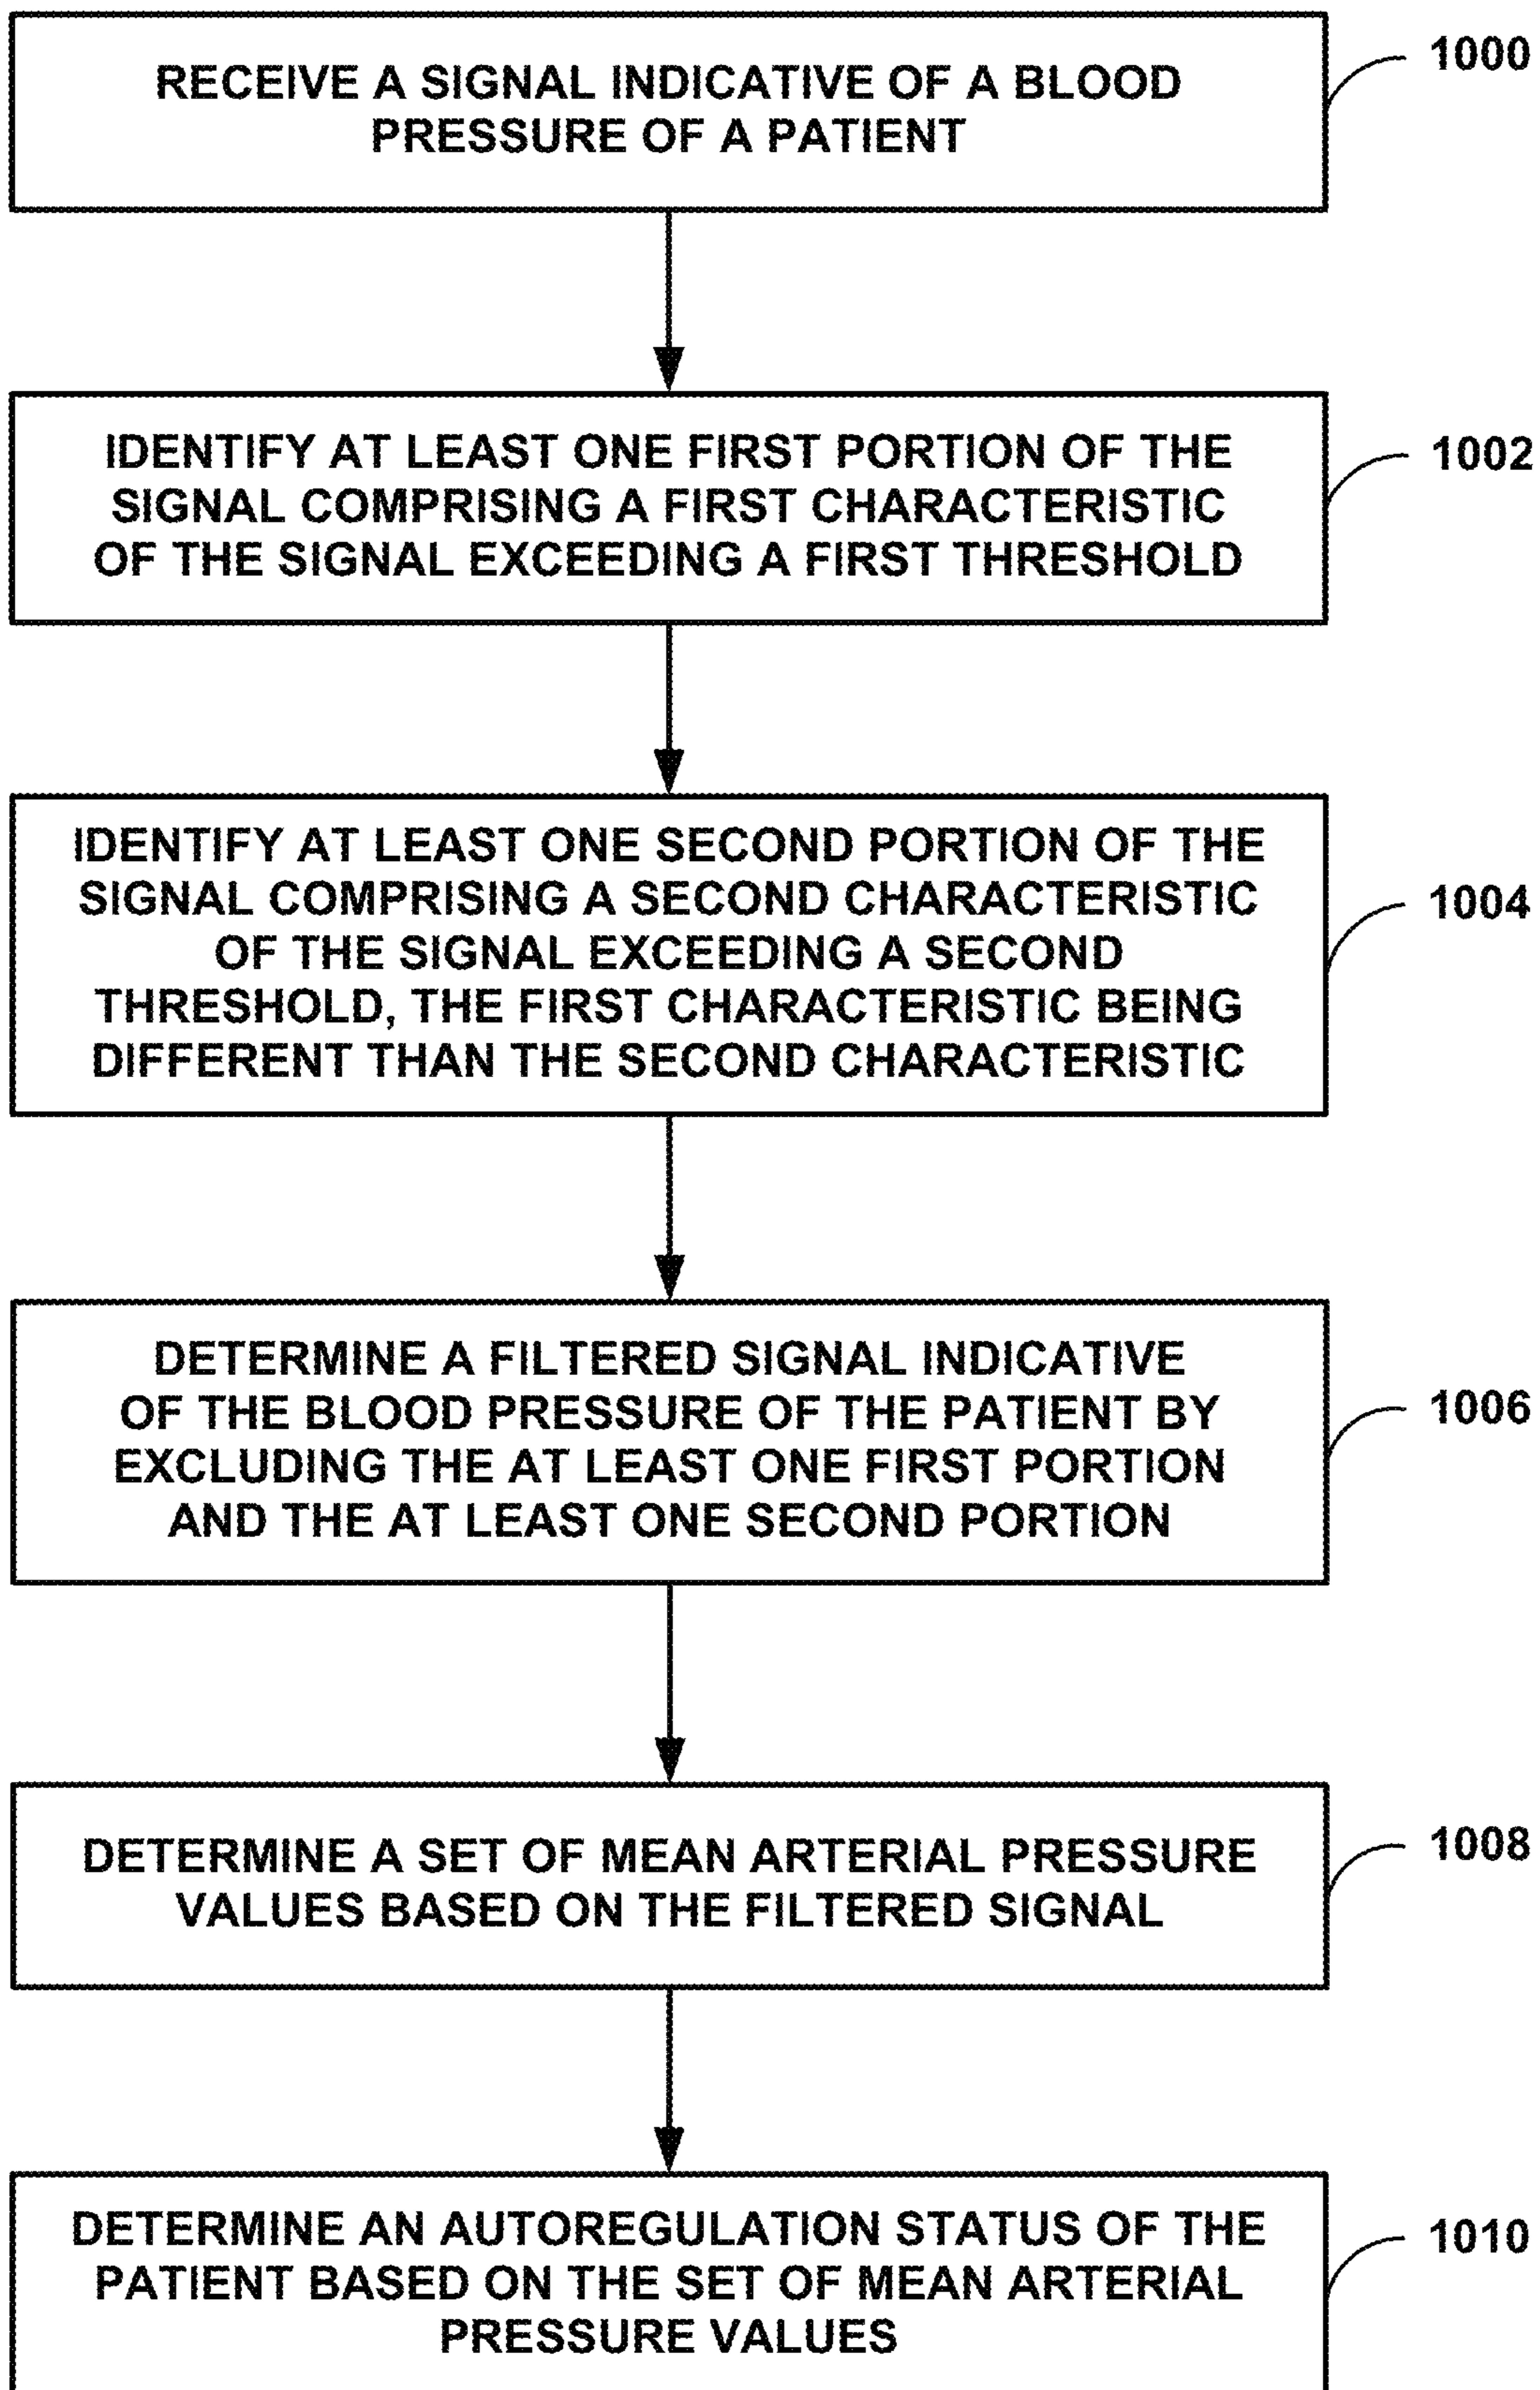 RECEIVE A SIGNAL INDICATIVE OF A BLOOD
PRESSURE OF A PATIENT
1000
IDENTIFY AT LEAST ONE FIRST PORTION OF THE
SIGNAL COMPRISING A FIRST CHARACTERISTIC
OF THE SIGNAL EXCEEDING A FIRST THRESHOLD
1002
IDENTIFY AT LEAST ONE SECOND PORTION OF THE
SIGNAL COMPRISING A SECOND CHARACTERISTIC
OF THE SIGNAL EXCEEDING A SECOND
THRESHOLD, THE FIRST CHARACTERISTIC BEING
DIFFERENT THAN THE SECOND CHARACTERISTIC
1004
DETERMINE A FILTERED SIGNAL INDICATIVE
OF THE BLOOD PRESSURE OF THE PATIENT BY
EXCLUDING THE AT LEAST ONE FIRST PORTION
AND THE AT LEAST ONE SECOND PORTION
1006
DETERMINE A SET OF MEAN ARTERIAL PRESSURE
VALUES BASED ON THE FILTERED SIGNAL
1008
DETERMINE AN AUTOREGULATION STATUS OF THE
PATIENT BASED ON THE SET OF MEAN ARTERIAL
PRESSURE VALUES
1010